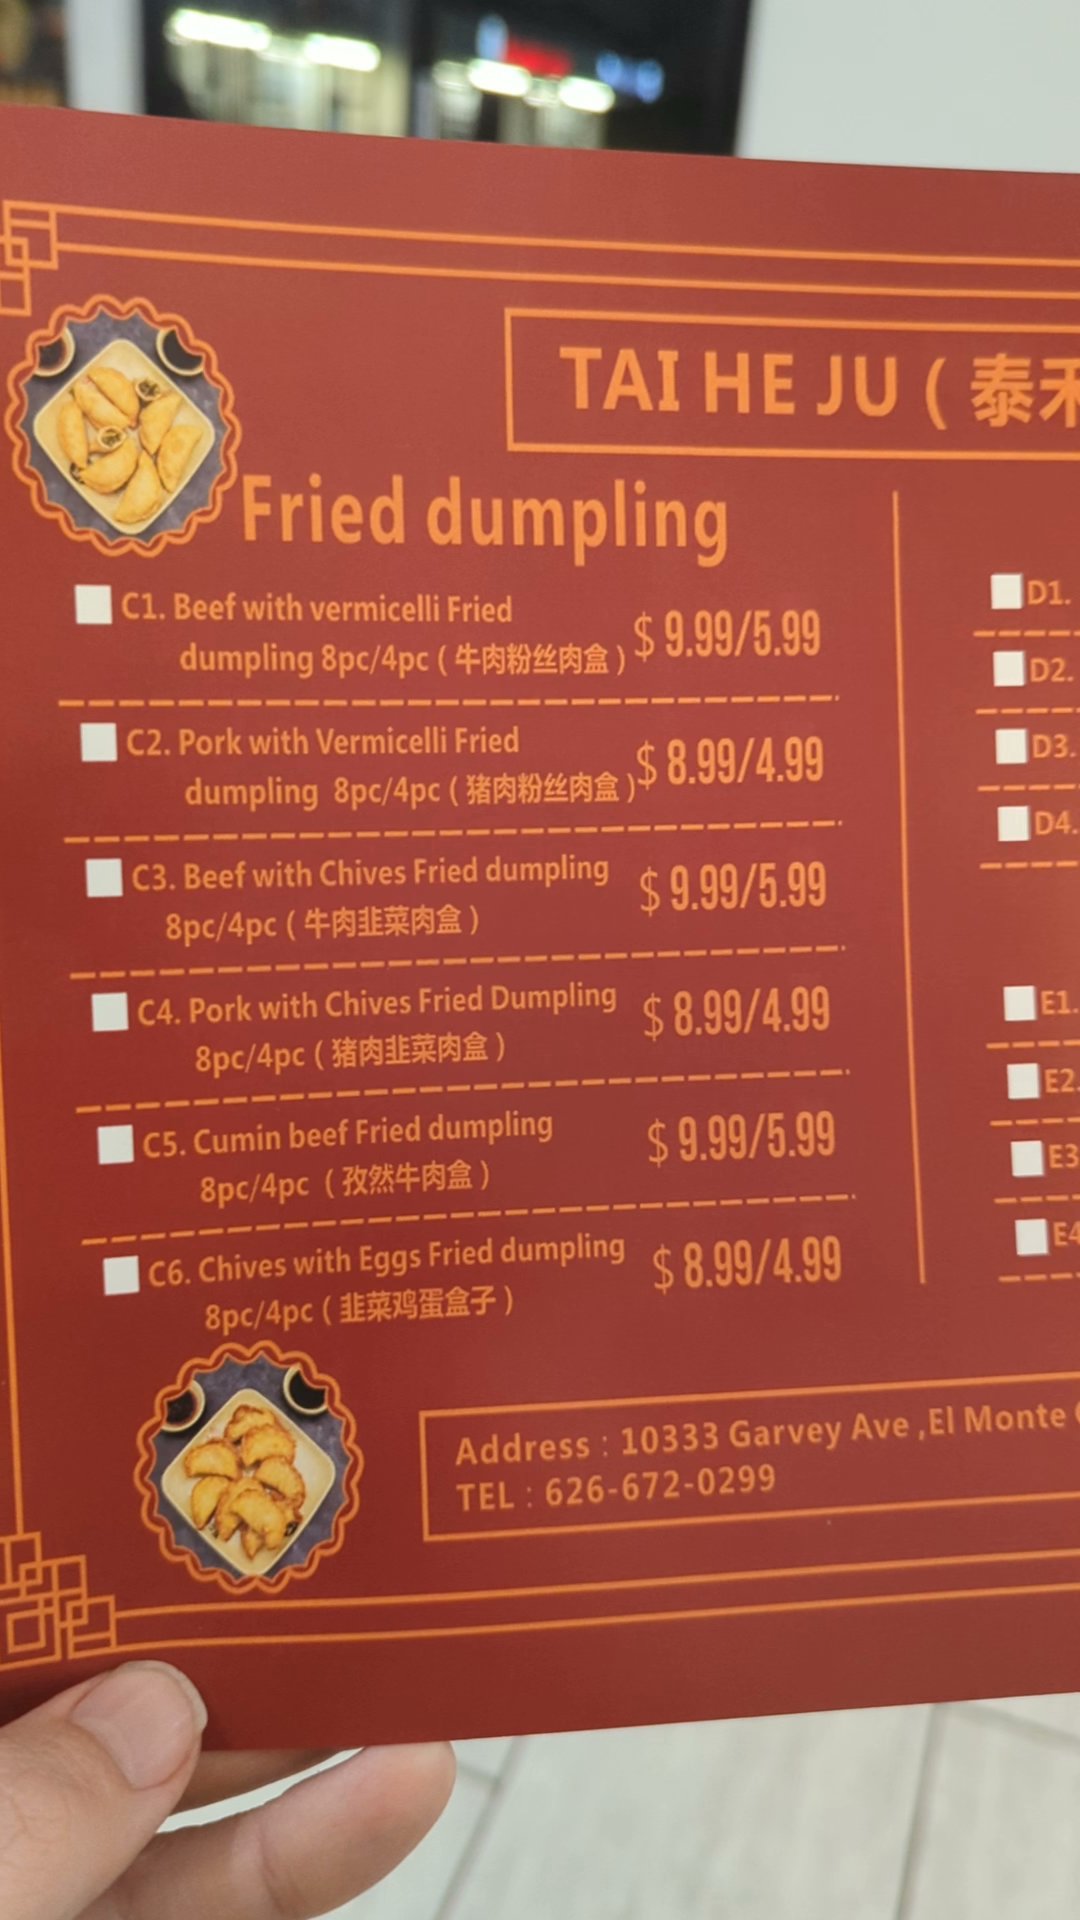 TAI HE JU ( 泰禾
Fried dumpling
C1. Beef with vermicelli Fried
dumpling 8pc/4pc ( 牛肉粉丝肉盒 ) $ 9.99/5.99
C2. Pork with Vermicelli Fried
dumpling 8pc/4pc ( 猪肉粉丝肉盒 ) $ 8.99/4.99
C3. Beef with Chives Fried dumpling
8pc/4pc ( 牛肉韭菜肉盒 ) $ 9.99/5.99
C4. Pork with Chives Fried Dumpling
8pc/4pc ( 猪肉韭菜肉盒 ) $ 8.99/4.99
C5. Cumin beef Fried dumpling
8pc/4pc ( 孜然牛肉盒 ) $ 9.99/5.99
C6. Chives with Eggs Fried dumpling
8pc/4pc ( 韭菜鸡蛋盒子 ) $ 8.99/4.99
D1.
D2.
D3.
D4.
E1.
E2.
E3
E4
Address : 10333 Garvey Ave ,El Monte
TEL : 626-672-0299